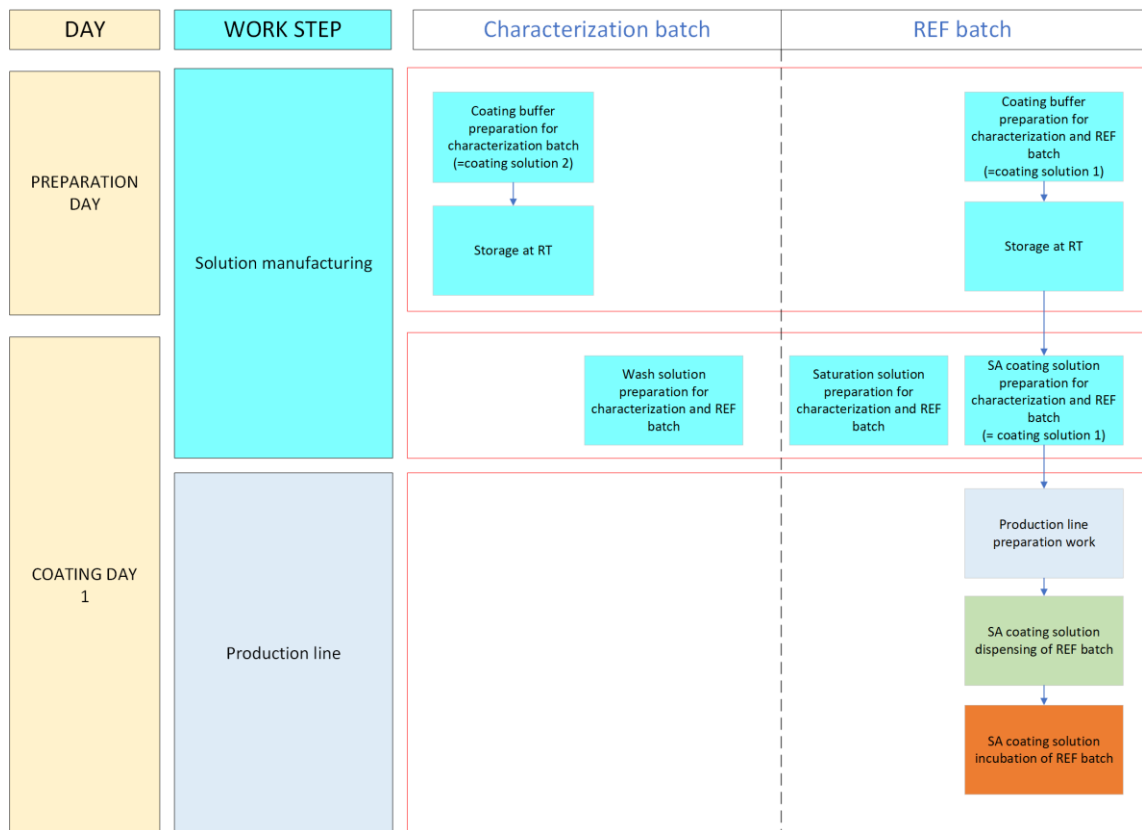 DAY
WORK STEP
Characterization batch
REF batch
PREPARATION
DAY
Solution manufacturing
Coating buffer
preparation for
characterization batch
(=coating solution 2)
Storage at RT
Coating buffer
preparation for
characterization and REF
batch
(=coating solution 1)
Storage at RT
COATING DAY
1
Wash solution
preparation for
characterization and REF
batch
Saturation solution
preparation for
characterization and REF
batch
SA coating solution
preparation for
characterization and REF
batch
(= coating solution 1)
Production line
Production line
preparation work
SA coating solution
dispensing of REF batch
SA coating solution
incubation of REF batch